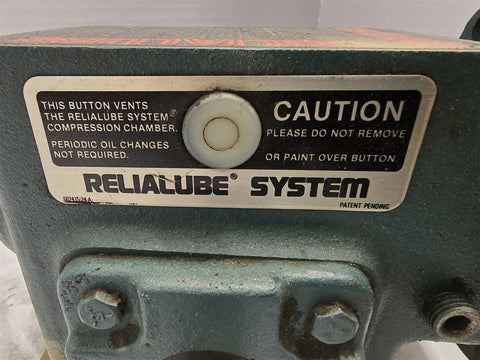 THIS BUTTON VENTS
THE RELIALUBE SYSTEM®
COMPRESSION CHAMBER.
PERIODIC OIL CHANGES
NOT REQUIRED.
CAUTION
PLEASE DO NOT REMOVE
OR PAINT OVER BUTTON.
RELIALUBE® SYSTEM
PATENT PENDING